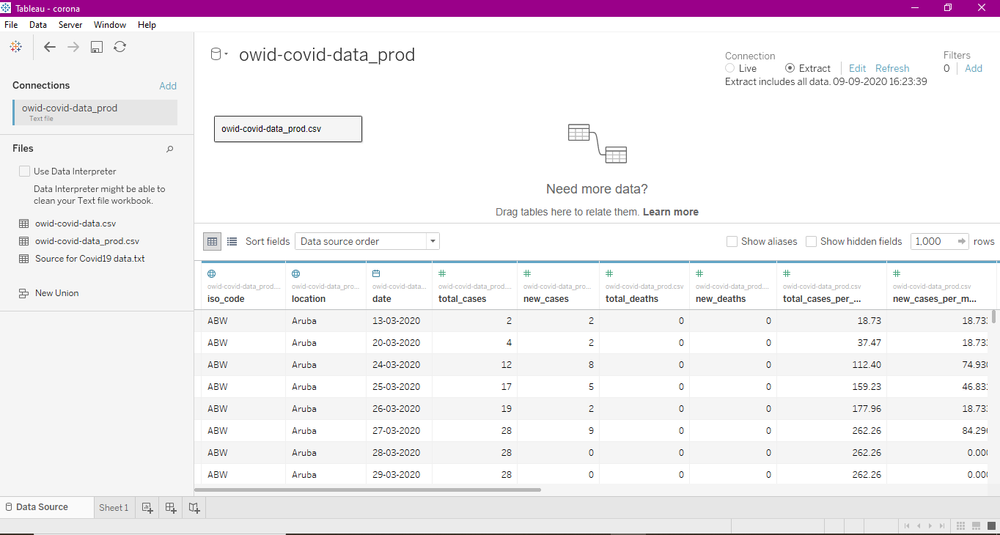 Tableau - corona
File Data Server Window Help
Connections Add
owid-covid-data_prod
Text file
Files
Use Data Interpreter
Data Interpreter might be able to
clean your Text file workbook.
owid-covid-data.csv
owid-covid-data_prod.csv
Source for Covid19 data.txt
New Union
owid-covid-data_prod
Connection
Live Extract Edit Refresh
Extract includes all data. 09-09-2020 16:23:39
Filters
0 Add
owid-covid-data_prod.csv
Need more data?
Drag tables here to relate them. Learn more
Sort fields Data source order Show aliases Show hidden fields 1,000 rows
owid-covid-data_prod.... owid-covid-data_pro... owid-covid-data... owid-covid-data_prod.... owid-covid-data_pro... owid-covid-data_prod.csv owid-covid-data_prod.... owid-covid-data_prod.csv owid-covid-data_prod.csv
iso_code location date total_cases new_cases total_deaths new_deaths total_cases_per_... new_cases_per_m...
ABW Aruba 13-03-2020 2 2 0 0 18.73 18.73
ABW Aruba 20-03-2020 4 2 0 0 37.47 18.73
ABW Aruba 24-03-2020 12 8 0 0 112.40 74.930
ABW Aruba 25-03-2020 17 5 0 0 159.23 46.83
ABW Aruba 26-03-2020 19 2 0 0 177.96 18.73
ABW Aruba 27-03-2020 28 9 0 0 262.26 84.29
ABW Aruba 28-03-2020 28 0 0 0 262.26 0.000
ABW Aruba 29-03-2020 28 0 0 0 262.26 0.000
Data Source Sheet 1